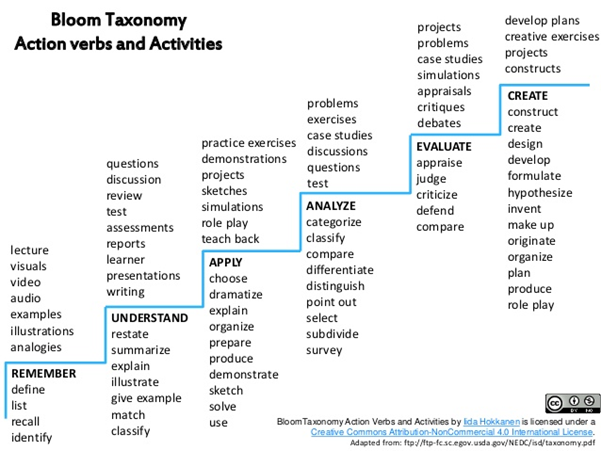 Bloom Taxonomy
Action verbs and Activities
lecture
visuals
video
audio
examples
illustrations
analogies
REMEMBER
define
list
recall
identify
questions
discussion
review
test
assessments
reports
learner
presentations
writing
UNDERSTAND
restate
summarize
explain
illustrate
give example
match
classify
practice exercises
demonstrations
projects
sketches
simulations
role play
teach back
APPLY
choose
dramatize
explain
organize
prepare
produce
demonstrate
sketch
solve
use
problems
exercises
case studies
discussions
questions
test
ANALYZE
categorize
classify
compare
differentiate
distinguish
point out
select
subdivide
survey
projects
problems
case studies
simulations
appraisals
critiques
debates
EVALUATE
appraise
judge
criticize
defend
compare
develop plans
creative exercises
projects
constructs
CREATE
construct
create
design
develop
formulate
hypothesize
invent
make up
originate
organize
plan
produce
role play
cc
BY NC
BloomTaxonomy Action Verbs and Activities by Iida Hokkanen is licensed under a
Creative Commons Attribution-NonCommercial 4.0 International License.
Adapted from: ftp://ftp-fc.sc.egov.usda.gov/NEDC/isd/taxonomy.pdf